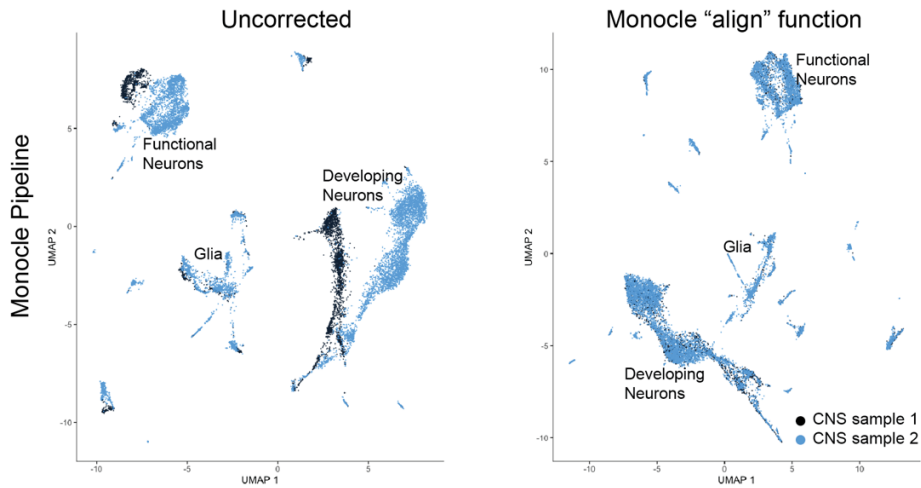 Uncorrected
Monocle “align” function
Monocle Pipeline
UMAP 2
5
0
-5
-10
-10
-5
0
5
UMAP 1
Functional
Neurons
Developing
Neurons
Glia
UMAP 2
10
5
0
-5
-10
-10
-5
0
5
10
UMAP 1
Functional
Neurons
Glia
Developing
Neurons
CNS sample 1
CNS sample 2